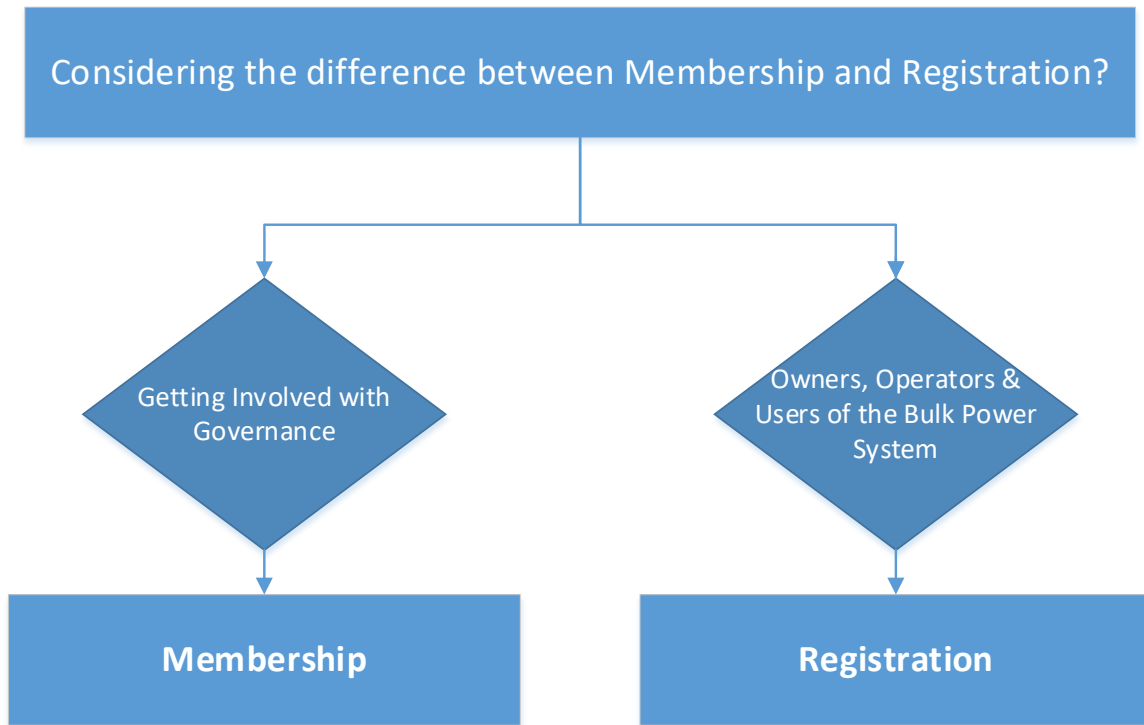 Considering the difference between Membership and Registration?
Getting Involved with
Governance
Owners, Operators &
Users of the Bulk Power
System
Membership
Registration